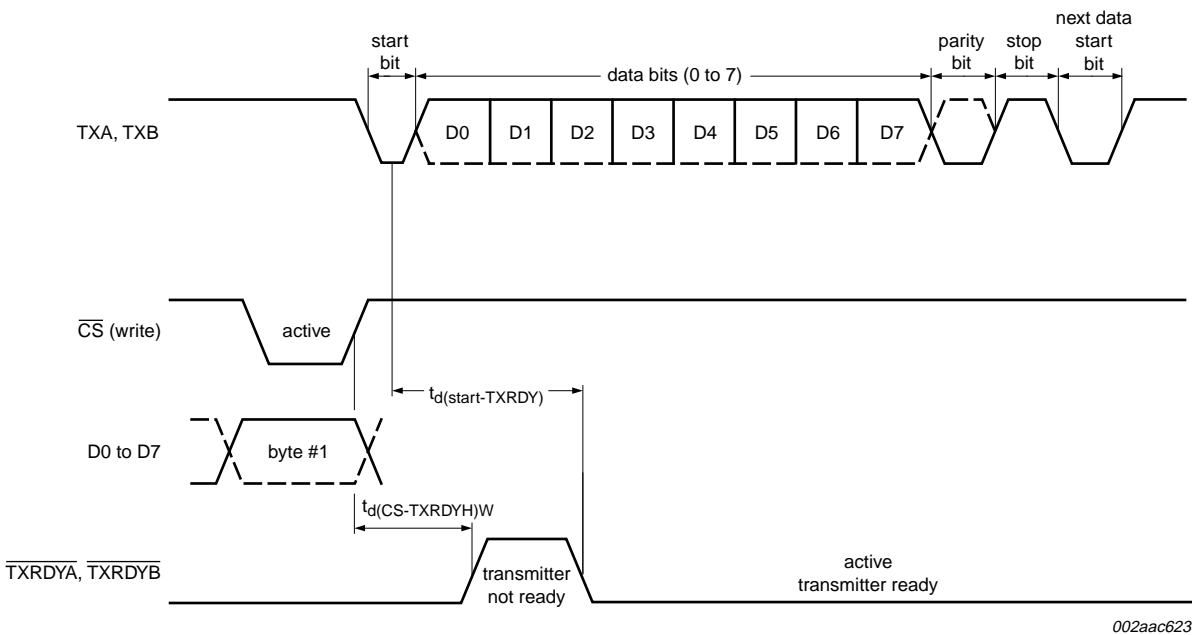 next data
start
bit
start
bit
parity
bit
stop
bit
data bits (0 to 7)
TXA, TXB
D0
D1
D2
D3
D4
D5
D6
D7
CS (write)
active
td(start-TXRDY)
D0 to D7
byte #1
td(CS-TXRDYH)W
TXRDYA, TXRDYB
transmitter
not ready
active
transmitter ready
002aac623